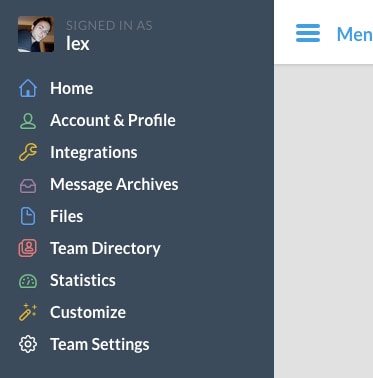 SIGNED IN AS
lex
Men
Home
Account & Profile
Integrations
Message Archives
Files
Team Directory
Statistics
Customize
Team Settings